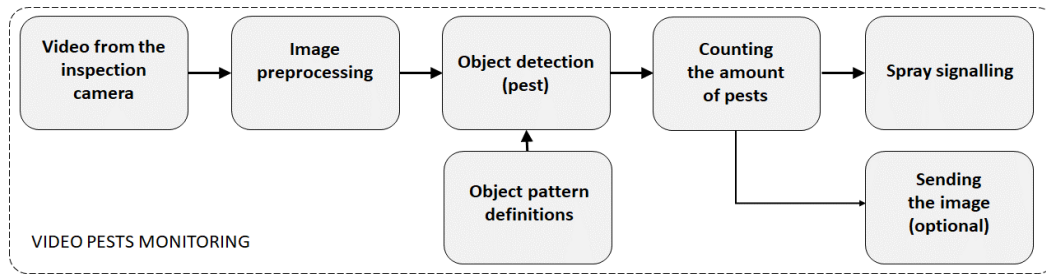 Video from the
inspection
camera
Image
preprocessing
Object detection
(pest)
Counting
the amount
of pests
Spray signalling
Object pattern
definitions
Sending
the image
(optional)
VIDEO PESTS MONITORING